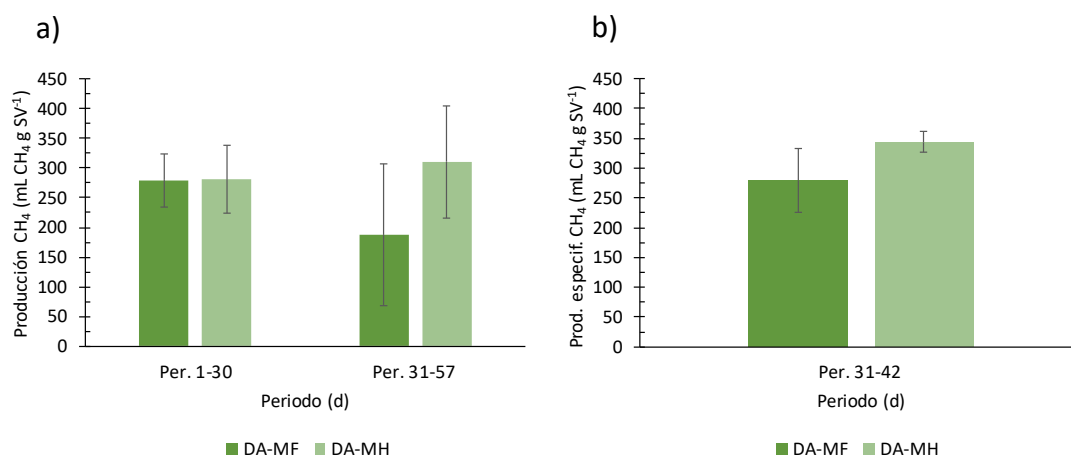 a)
Producción CH₄ (mL CH₄ g SV⁻¹)
450
400
350
300
250
200
150
100
50
0
Per. 1-30
Per. 31-57
Periodo (d)
DA-MF
DA-MH
b)
Prod. especif. CH₄ (mL CH₄ g SV⁻¹)
450
400
350
300
250
200
150
100
50
0
Per. 31-42
Periodo (d)
DA-MF
DA-MH